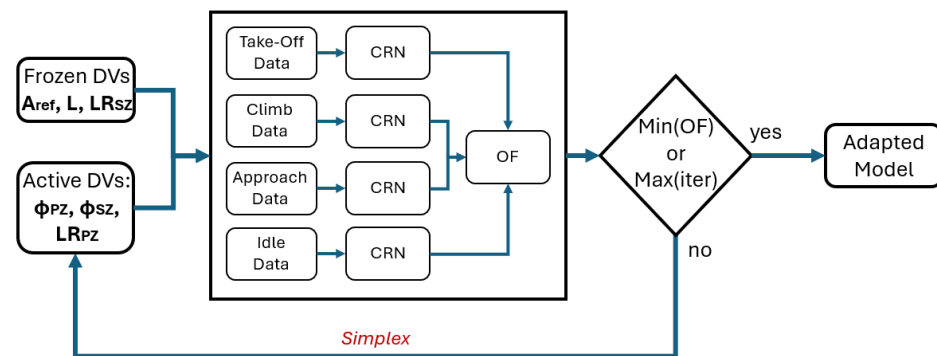 Frozen DVs
Aref, L, LRSZ
Active DVs:
ϕPZ, ϕSZ,
LRPZ
Take-Off
Data
CRN
Climb
Data
CRN
Approach
Data
CRN
Idle
Data
CRN
OF
Min(OF)
or
Max(iter)
yes
no
Adapted
Model
Simplex